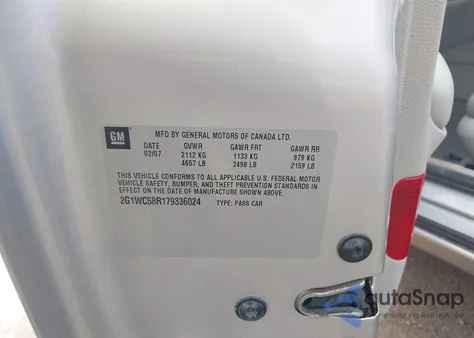 GM
MFD BY GENERAL MOTORS OF CANADA LTD.
DATE GVWR GAWR FRT GAWR RR
02/07 2112 KG 1133 KG 979 KG
4657 LB 2498 LB 2159 LB
THIS VEHICLE CONFORMS TO ALL APPLICABLE U.S. FEDERAL MOTOR
VEHICLE SAFETY, BUMPER, AND THEFT PREVENTION STANDARDS IN
EFFECT ON THE DATE OF MANUFACTURE SHOWN ABOVE.
2G1WC58R179336024 TYPE: PASS CAR
autaSnap